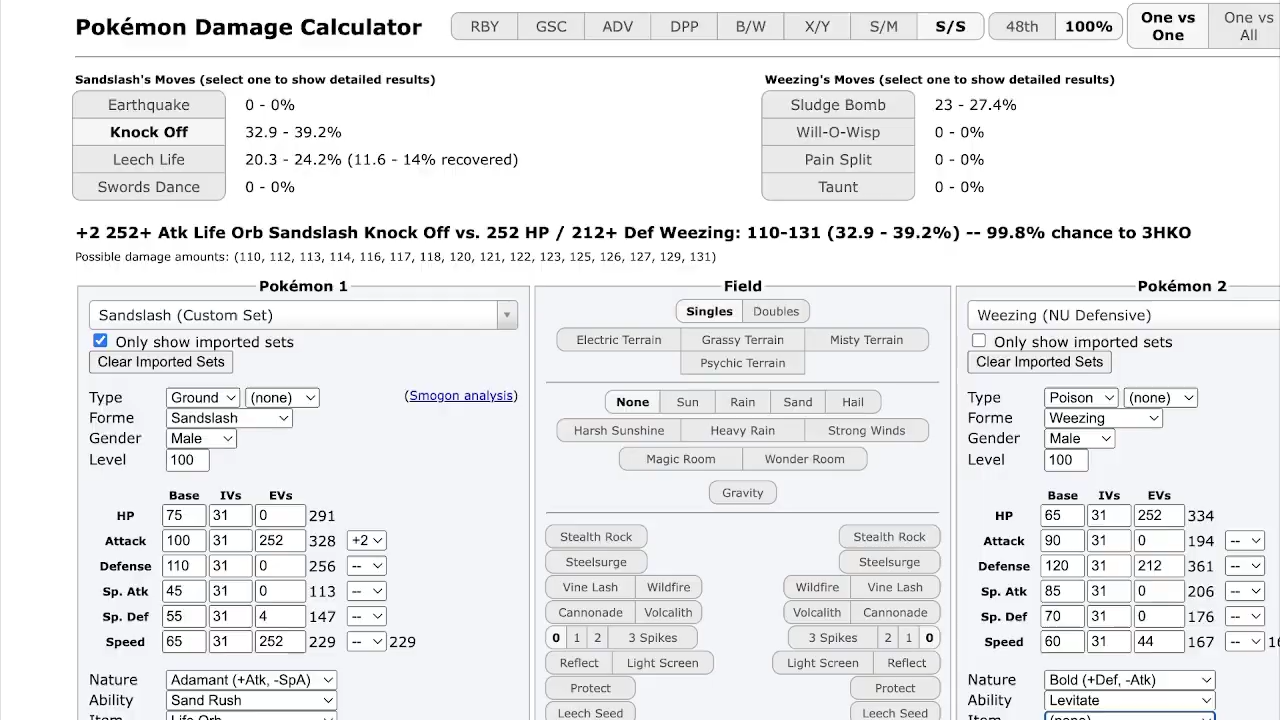 Pokémon Damage Calculator RBY GSC ADV DPP B/W X/Y S/M S/S 48th 100% One vs One One vs All
Sandslash's Moves (select one to show detailed results) Weezing's Moves (select one to show detailed results)
Earthquake 0 - 0% Sludge Bomb 23 - 27.4%
Knock Off 32.9 - 39.2% Will-O-Wisp 0 - 0%
Leech Life 20.3 - 24.2% (11.6 - 14% recovered) Pain Split 0 - 0%
Swords Dance 0 - 0% Taunt 0 - 0%
+2 252+ Atk Life Orb Sandslash Knock Off vs. 252 HP / 212+ Def Weezing: 110-131 (32.9 - 39.2%) -- 99.8% chance to 3HKO
Possible damage amounts: (110, 112, 113, 114, 116, 117, 118, 120, 121, 122, 123, 125, 126, 127, 129, 131)
Pokémon 1
Sandslash (Custom Set)
Only show imported sets
Clear Imported Sets
Type Ground (none) (Smogon analysis)
Forme Sandslash
Gender Male
Level 100
Base IVs EVs
HP 75 31 0 291
Attack 100 31 252 328 +2
Defense 110 31 0 256 --
Sp. Atk 45 31 0 113 --
Sp. Def 55 31 4 147 --
Speed 65 31 252 229 -- 229
Nature Adamant (+Atk, -SpA)
Ability Sand Rush
Item Life Orb
Field
Singles Doubles
Electric Terrain Grassy Terrain Misty Terrain
Psychic Terrain
None Sun Rain Sand Hail
Harsh Sunshine Heavy Rain Strong Winds
Magic Room Wonder Room
Gravity
Stealth Rock Stealth Rock
Steelsurge Steelsurge
Vine Lash Wildfire Wildfire Vine Lash
Cannonade Volcalith Volcalith Cannonade
0 1 2 3 Spikes 3 Spikes 2 1 0
Reflect Light Screen Light Screen Reflect
Protect Protect
Leech Seed Leech Seed
Pokémon 2
Weezing (NU Defensive)
Only show imported sets
Clear Imported Sets
Type Poison (none)
Forme Weezing
Gender Male
Level 100
Base IVs EVs
HP 65 31 252 334
Attack 90 31 0 194 --
Defense 120 31 212 361 --
Sp. Atk 85 31 0 206 --
Sp. Def 70 31 0 176 --
Speed 60 31 44 167 --
Nature Bold (+Def, -Atk)
Ability Levitate
Item (none)